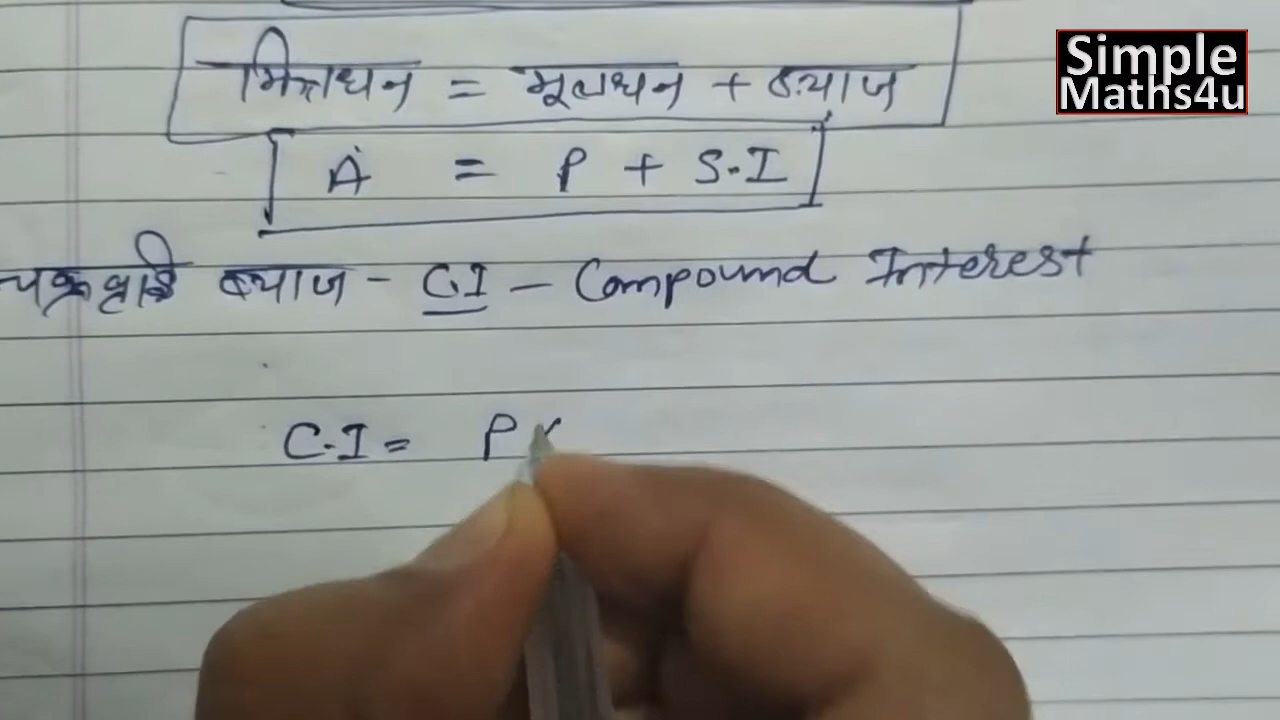 मिश्रधन = मूलधन + ब्याज
A = P + S.I
चक्रवृद्धि ब्याज - C.I - Compound Interest
C.I = P
Simple
Maths4u